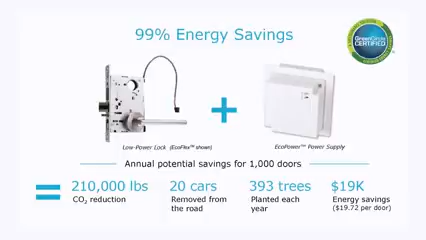 99% Energy Savings
GreenCircle
CERTIFIED
+
Low-Power Lock (EcoFlex™ shown)
EcoPower™ Power Supply
Annual potential savings for 1,000 doors
= 210,000 lbs 20 cars 393 trees $19K
CO₂ reduction Removed from Planted each Energy savings
the road year ($19.72 per door)